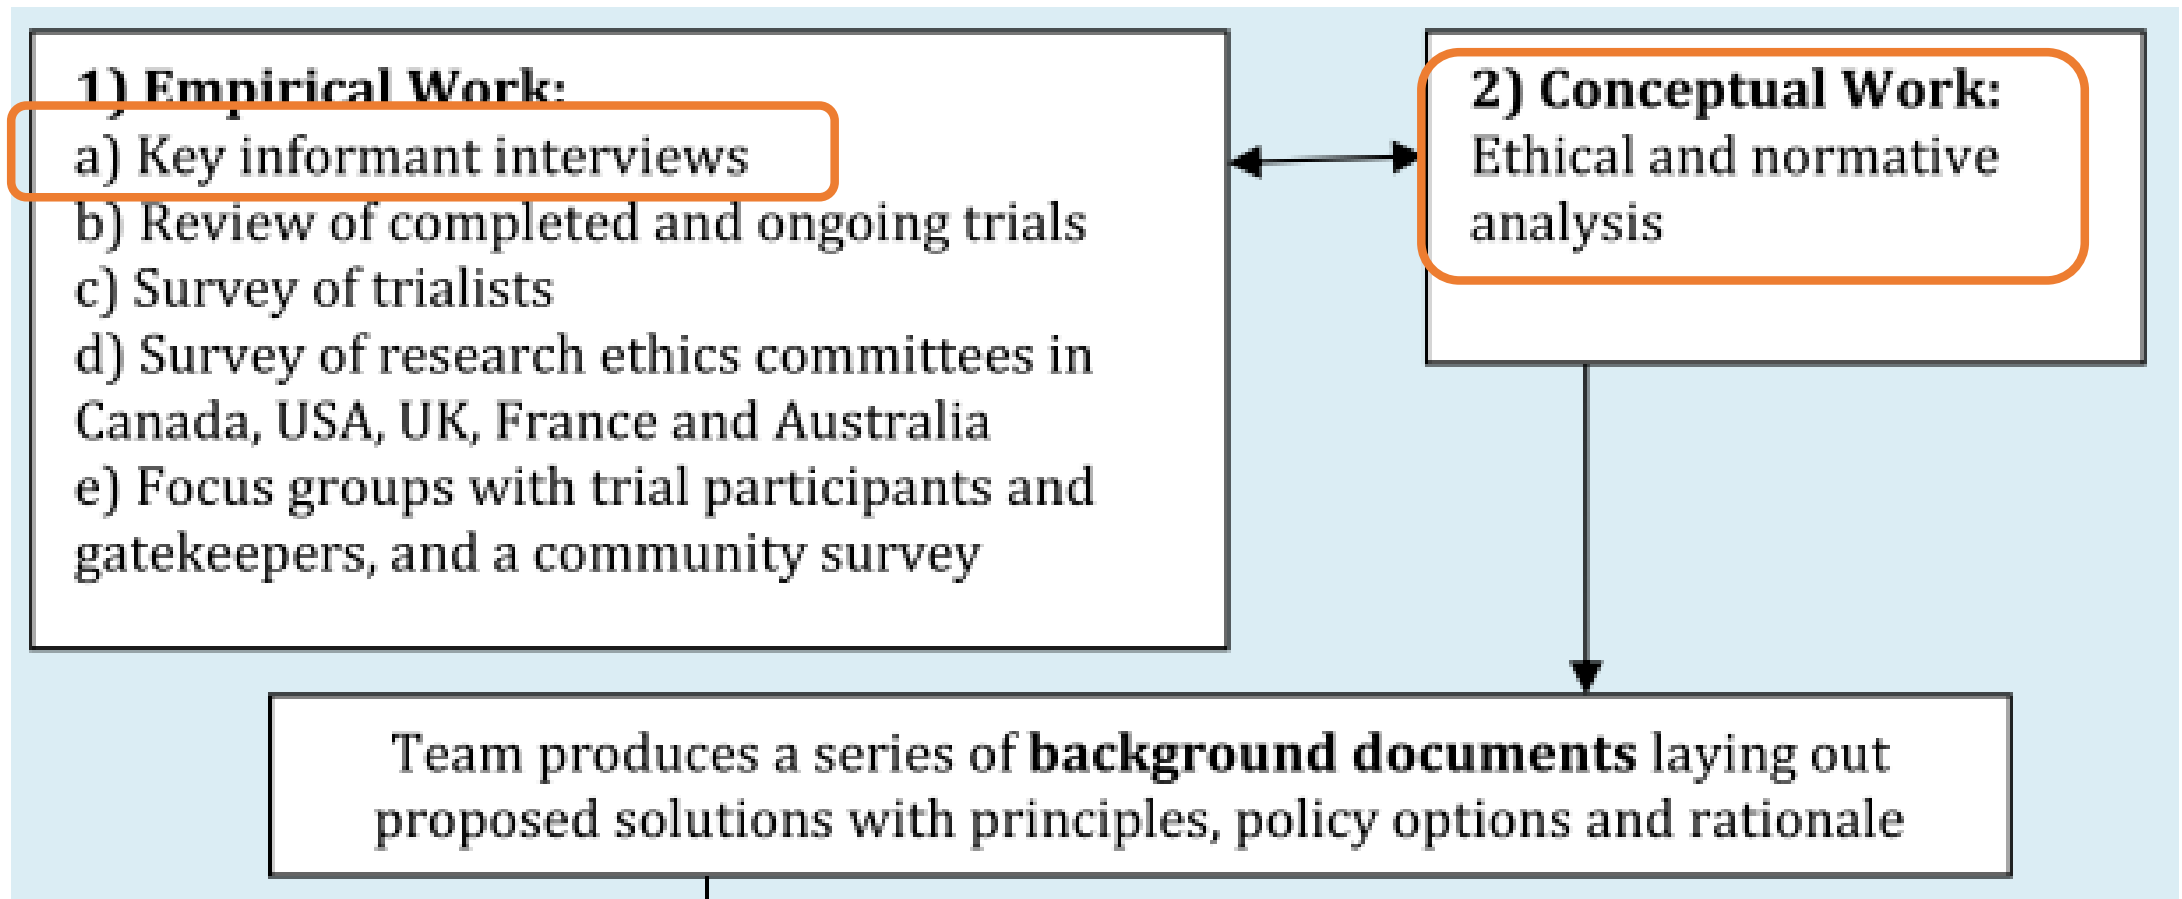 1) Empirical Work:
a) Key informant interviews
b) Review of completed and ongoing trials
c) Survey of trialists
d) Survey of research ethics committees in
Canada, USA, UK, France and Australia
e) Focus groups with trial participants and
gatekeepers, and a community survey
2) Conceptual Work:
Ethical and normative
analysis
Team produces a series of background documents laying out
proposed solutions with principles, policy options and rationale